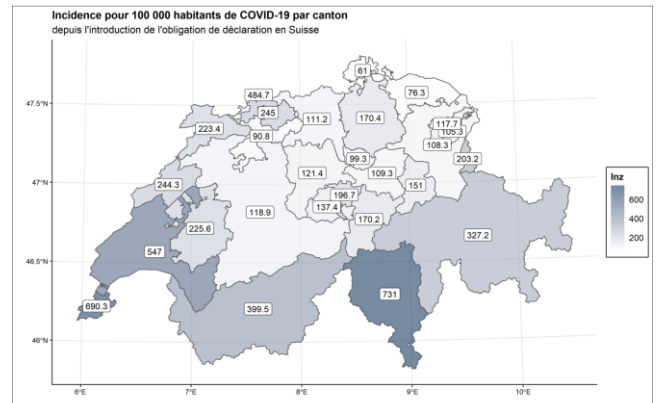 Incidence pour 100 000 habitants de COVID-19 par canton
depuis l'introduction de l'obligation de déclaration en Suisse
61
484.7
76.3
47.5°N
245
111.2
170.4
117.7
223.4
105.3
90.8
108.3
99.3
203.2
47°N
244.3
121.4
109.3
151
Inz
196.7
137.4
118.9
170.2
600
225.6
327.2
400
547
200
46.5°N
690.3
399.5
731
46°N
6°E
7°E
8°E
9°E
10°E